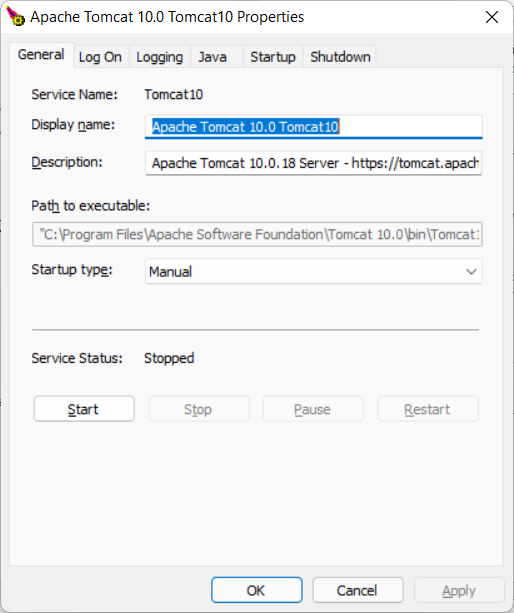 Apache Tomcat 10.0 Tomcat10 Properties
General Log On Logging Java Startup Shutdown
Service Name: Tomcat10
Display name: Apache Tomcat 10.0 Tomcat10
Description: Apache Tomcat 10.0.18 Server - https://tomcat.apach
Path to executable:
"C:\Program Files\Apache Software Foundation\Tomcat 10.0\bin\Tomcat1
Startup type: Manual
Service Status: Stopped
Start Stop Pause Restart
OK Cancel Apply